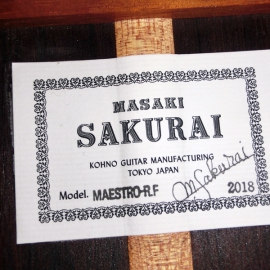 MASAKI
SAKURAI
KOHNO GUITAR MANUFACTURING
TOKYO JAPAN
Model. MAESTRO-R.F M Sakurai 2018